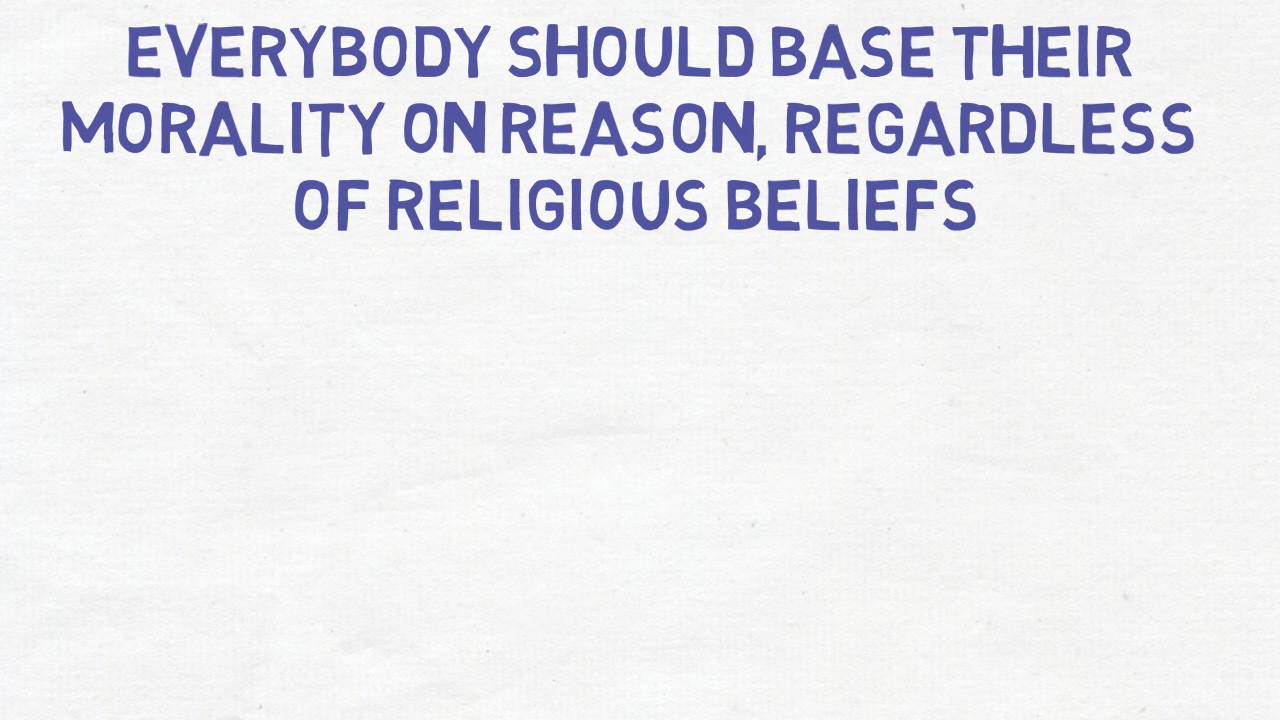 EVERYBODY SHOULD BASE THEIR
MORALITY ON REASON, REGARDLESS
OF RELIGIOUS BELIEFS